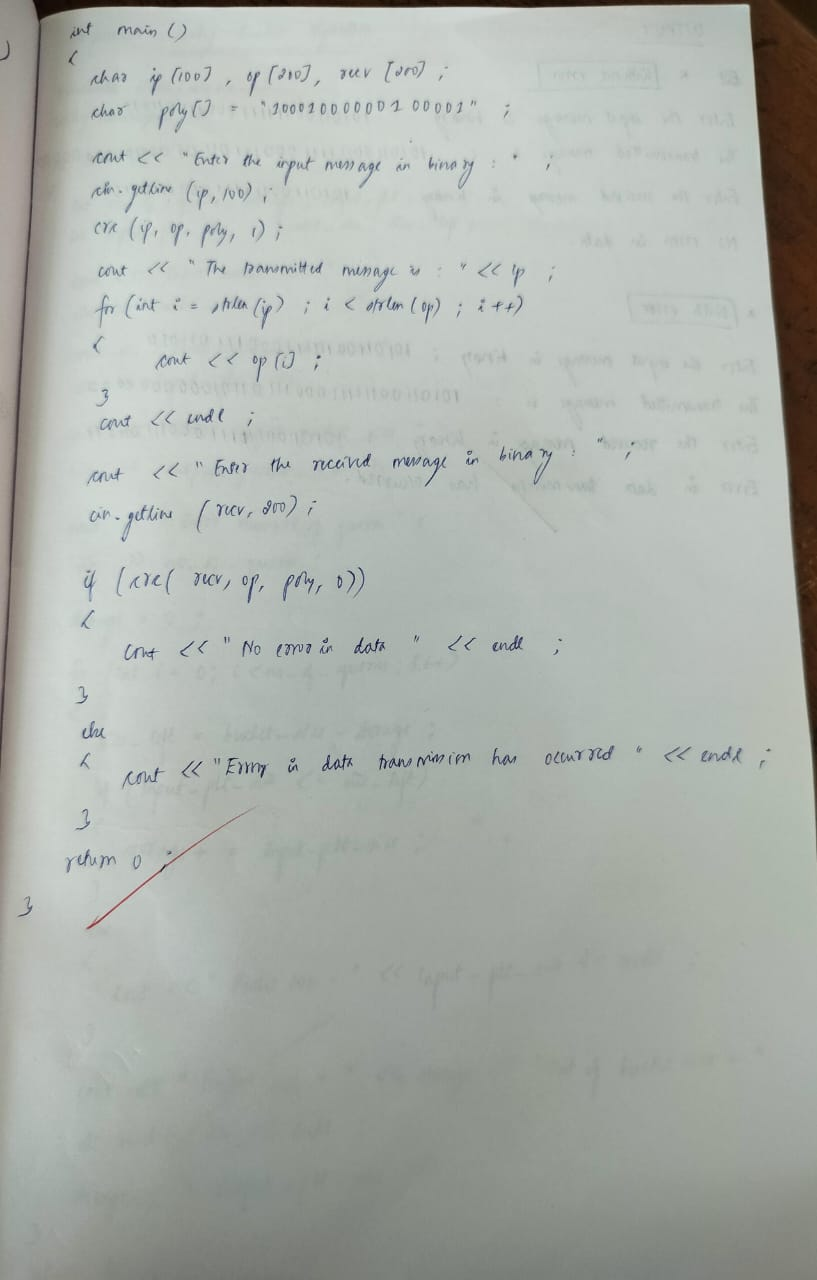 int main ()
{
char ip [100] , op [200], recv [200] ;
char poly[] = "10001000000100001" ;
cout << "Enter the input message in binary : " ;
cin.getline (ip, 100) ;
crc (ip, op, poly, 1) ;
cout << "The transmitted message is : " << ip ;
for (int i = strlen (ip) ; i < strlen (op) ; i++)
{
cout << op [i] ;
}
cout << endl ;
cout << "Enter the received message in binary : " ;
cin.getline (recv, 200) ;
if (crc( recv, op, poly, 0))
{
cout << "No error in data " << endl ;
}
else
{
cout << "Error in data transmission has occurred " << endl ;
}
return 0 ;
}